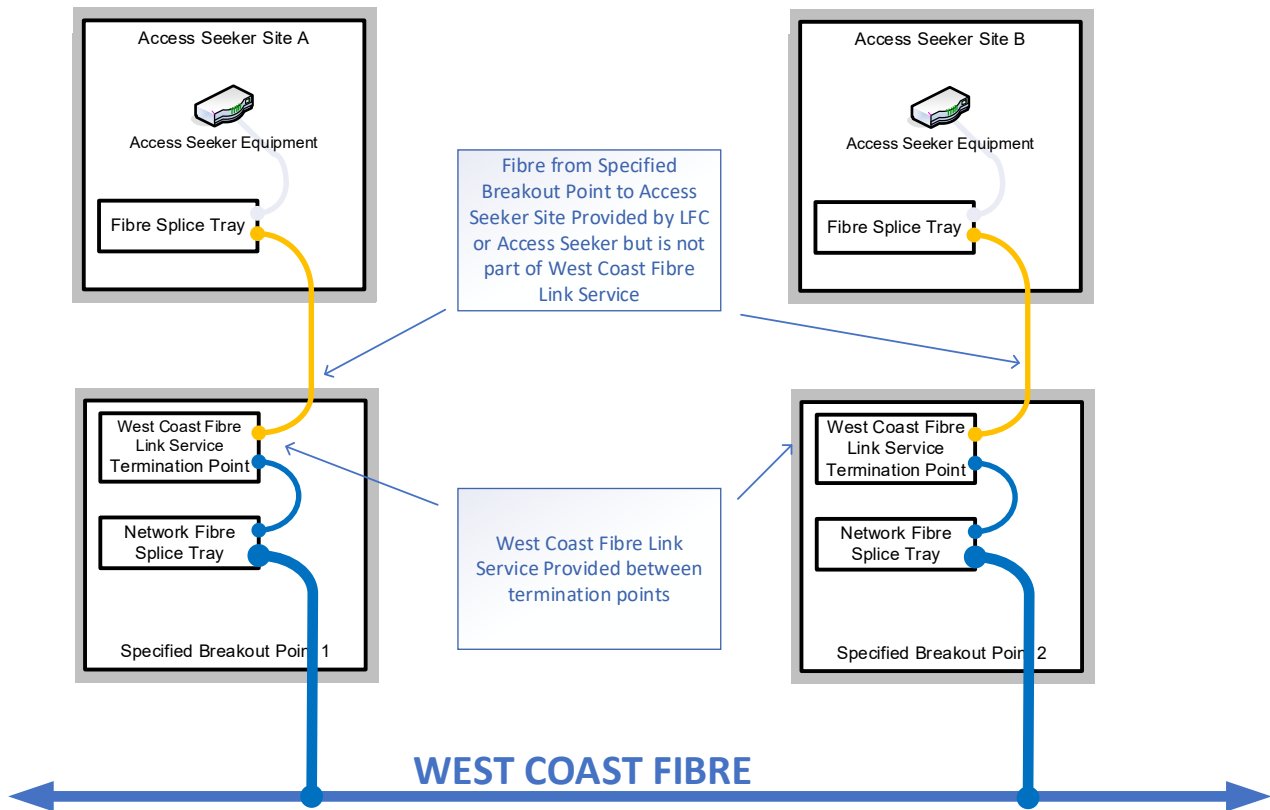 Access Seeker Site A
Access Seeker Equipment
Fibre Splice Tray
Access Seeker Site B
Access Seeker Equipment
Fibre Splice Tray
Fibre from Specified
Breakout Point to Access
Seeker Site Provided by LFC
or Access Seeker but is not
part of West Coast Fibre
Link Service
West Coast Fibre
Link Service
Termination Point
Network Fibre
Splice Tray
Specified Breakout Point 1
West Coast Fibre Link
Service Provided between
termination points
West Coast Fibre
Link Service
Termination Point
Network Fibre
Splice Tray
Specified Breakout Point 2
WEST COAST FIBRE